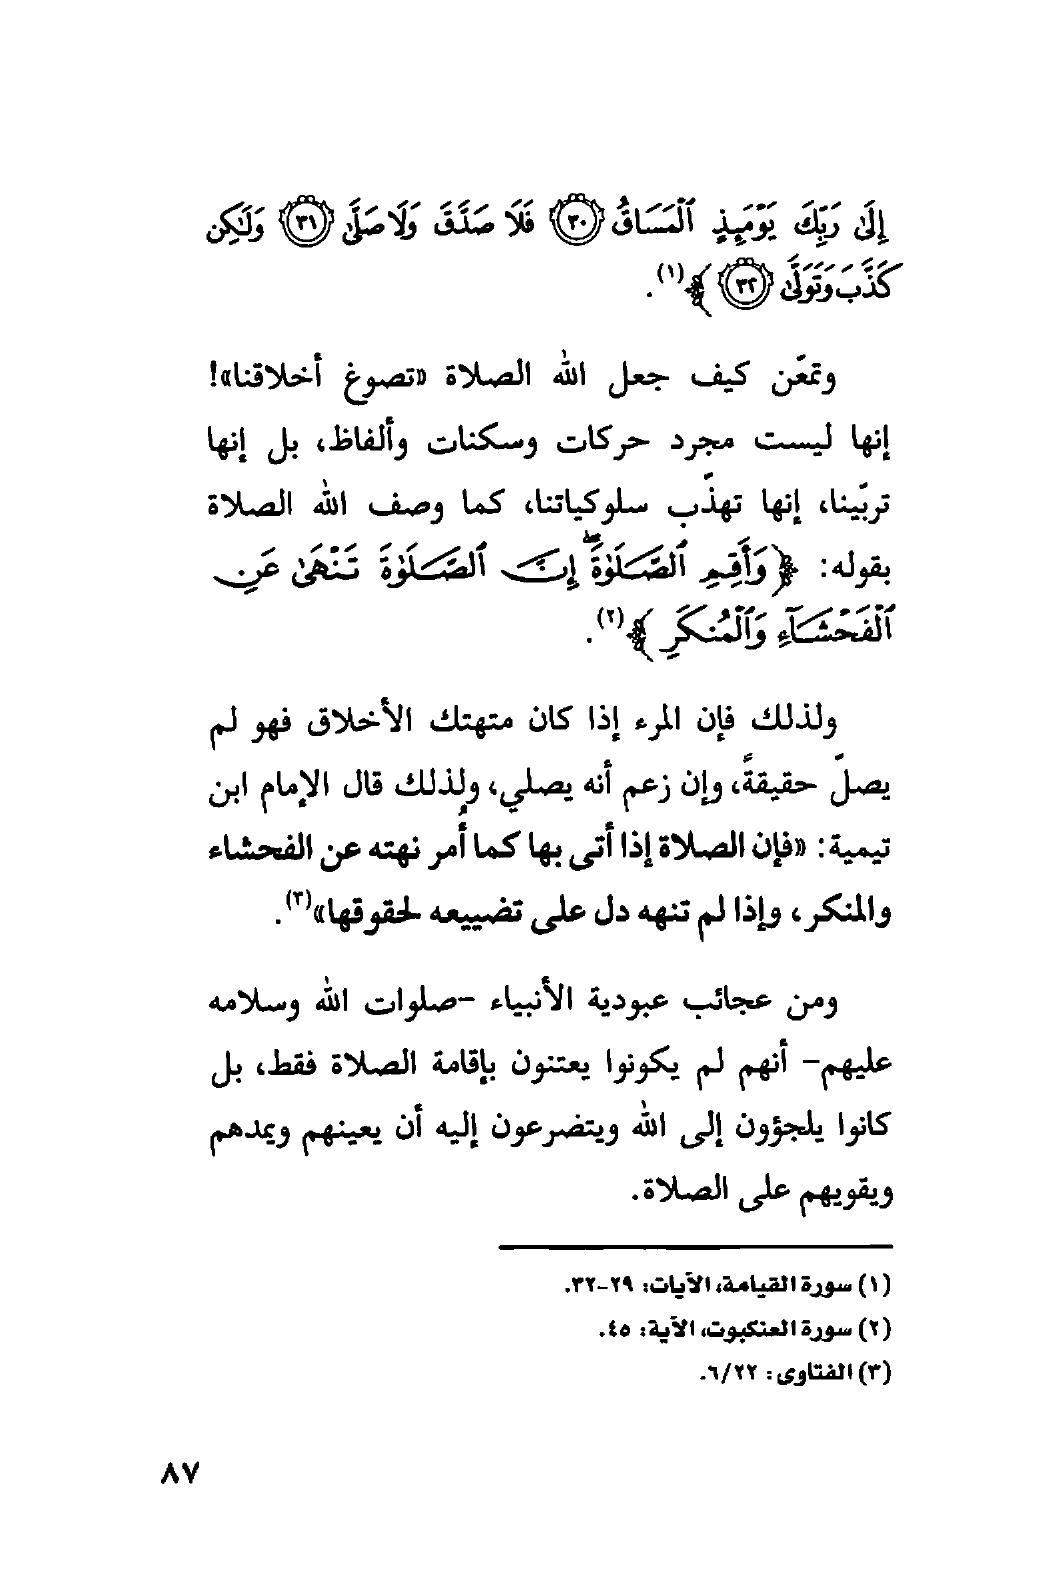 إِلَىٰ رَبِّكَ يَوْمَئِذٍ ٱلْمَسَاقُ ٣٠ فَلَا صَدَّقَ وَلَا صَلَّىٰ ٣١ وَلَٰكِن
كَذَّبَ وَتَوَلَّىٰ ٣٢ ﴾(١).
وتمعّن كيف جعل الله الصلاة «تصوغ أخلاقنا»!
إنها ليست مجرد حركات وسكنات وألفاظ، بل إنها
تربّينا، إنها تهذّب سلوكياتنا، كما وصف الله الصلاة
بقوله: ﴿وَأَقِمِ ٱلصَّلَوٰةَ ۖ إِنَّ ٱلصَّلَوٰةَ تَنْهَىٰ عَنِ
ٱلْفَحْشَآءِ وَٱلْمُنكَرِ﴾(٢).
ولذلك فإن المرء إذا كان متهتك الأخلاق فهو لم
يصلّ حقيقةً، وإن زعم أنه يصلي، ولذلك قال الإمام ابن
تيمية: «فإن الصلاة إذا أتى بها كما أُمر نهته عن الفحشاء
والمنكر، وإذا لم تنهه دل على تضييعه لحقوقها»(٣).
ومن عجائب عبودية الأنبياء -صلوات الله وسلامه
عليهم- أنهم لم يكونوا يعتنون بإقامة الصلاة فقط، بل
كانوا يلجؤون إلى الله ويتضرعون إليه أن يعينهم ويمدهم
ويقويهم على الصلاة.
(١) سورة القيامة، الآيات: ٢٩-٣٢.
(٢) سورة العنكبوت، الآية: ٤٥.
(٣) الفتاوى: ٦/٢٢.
٨٧